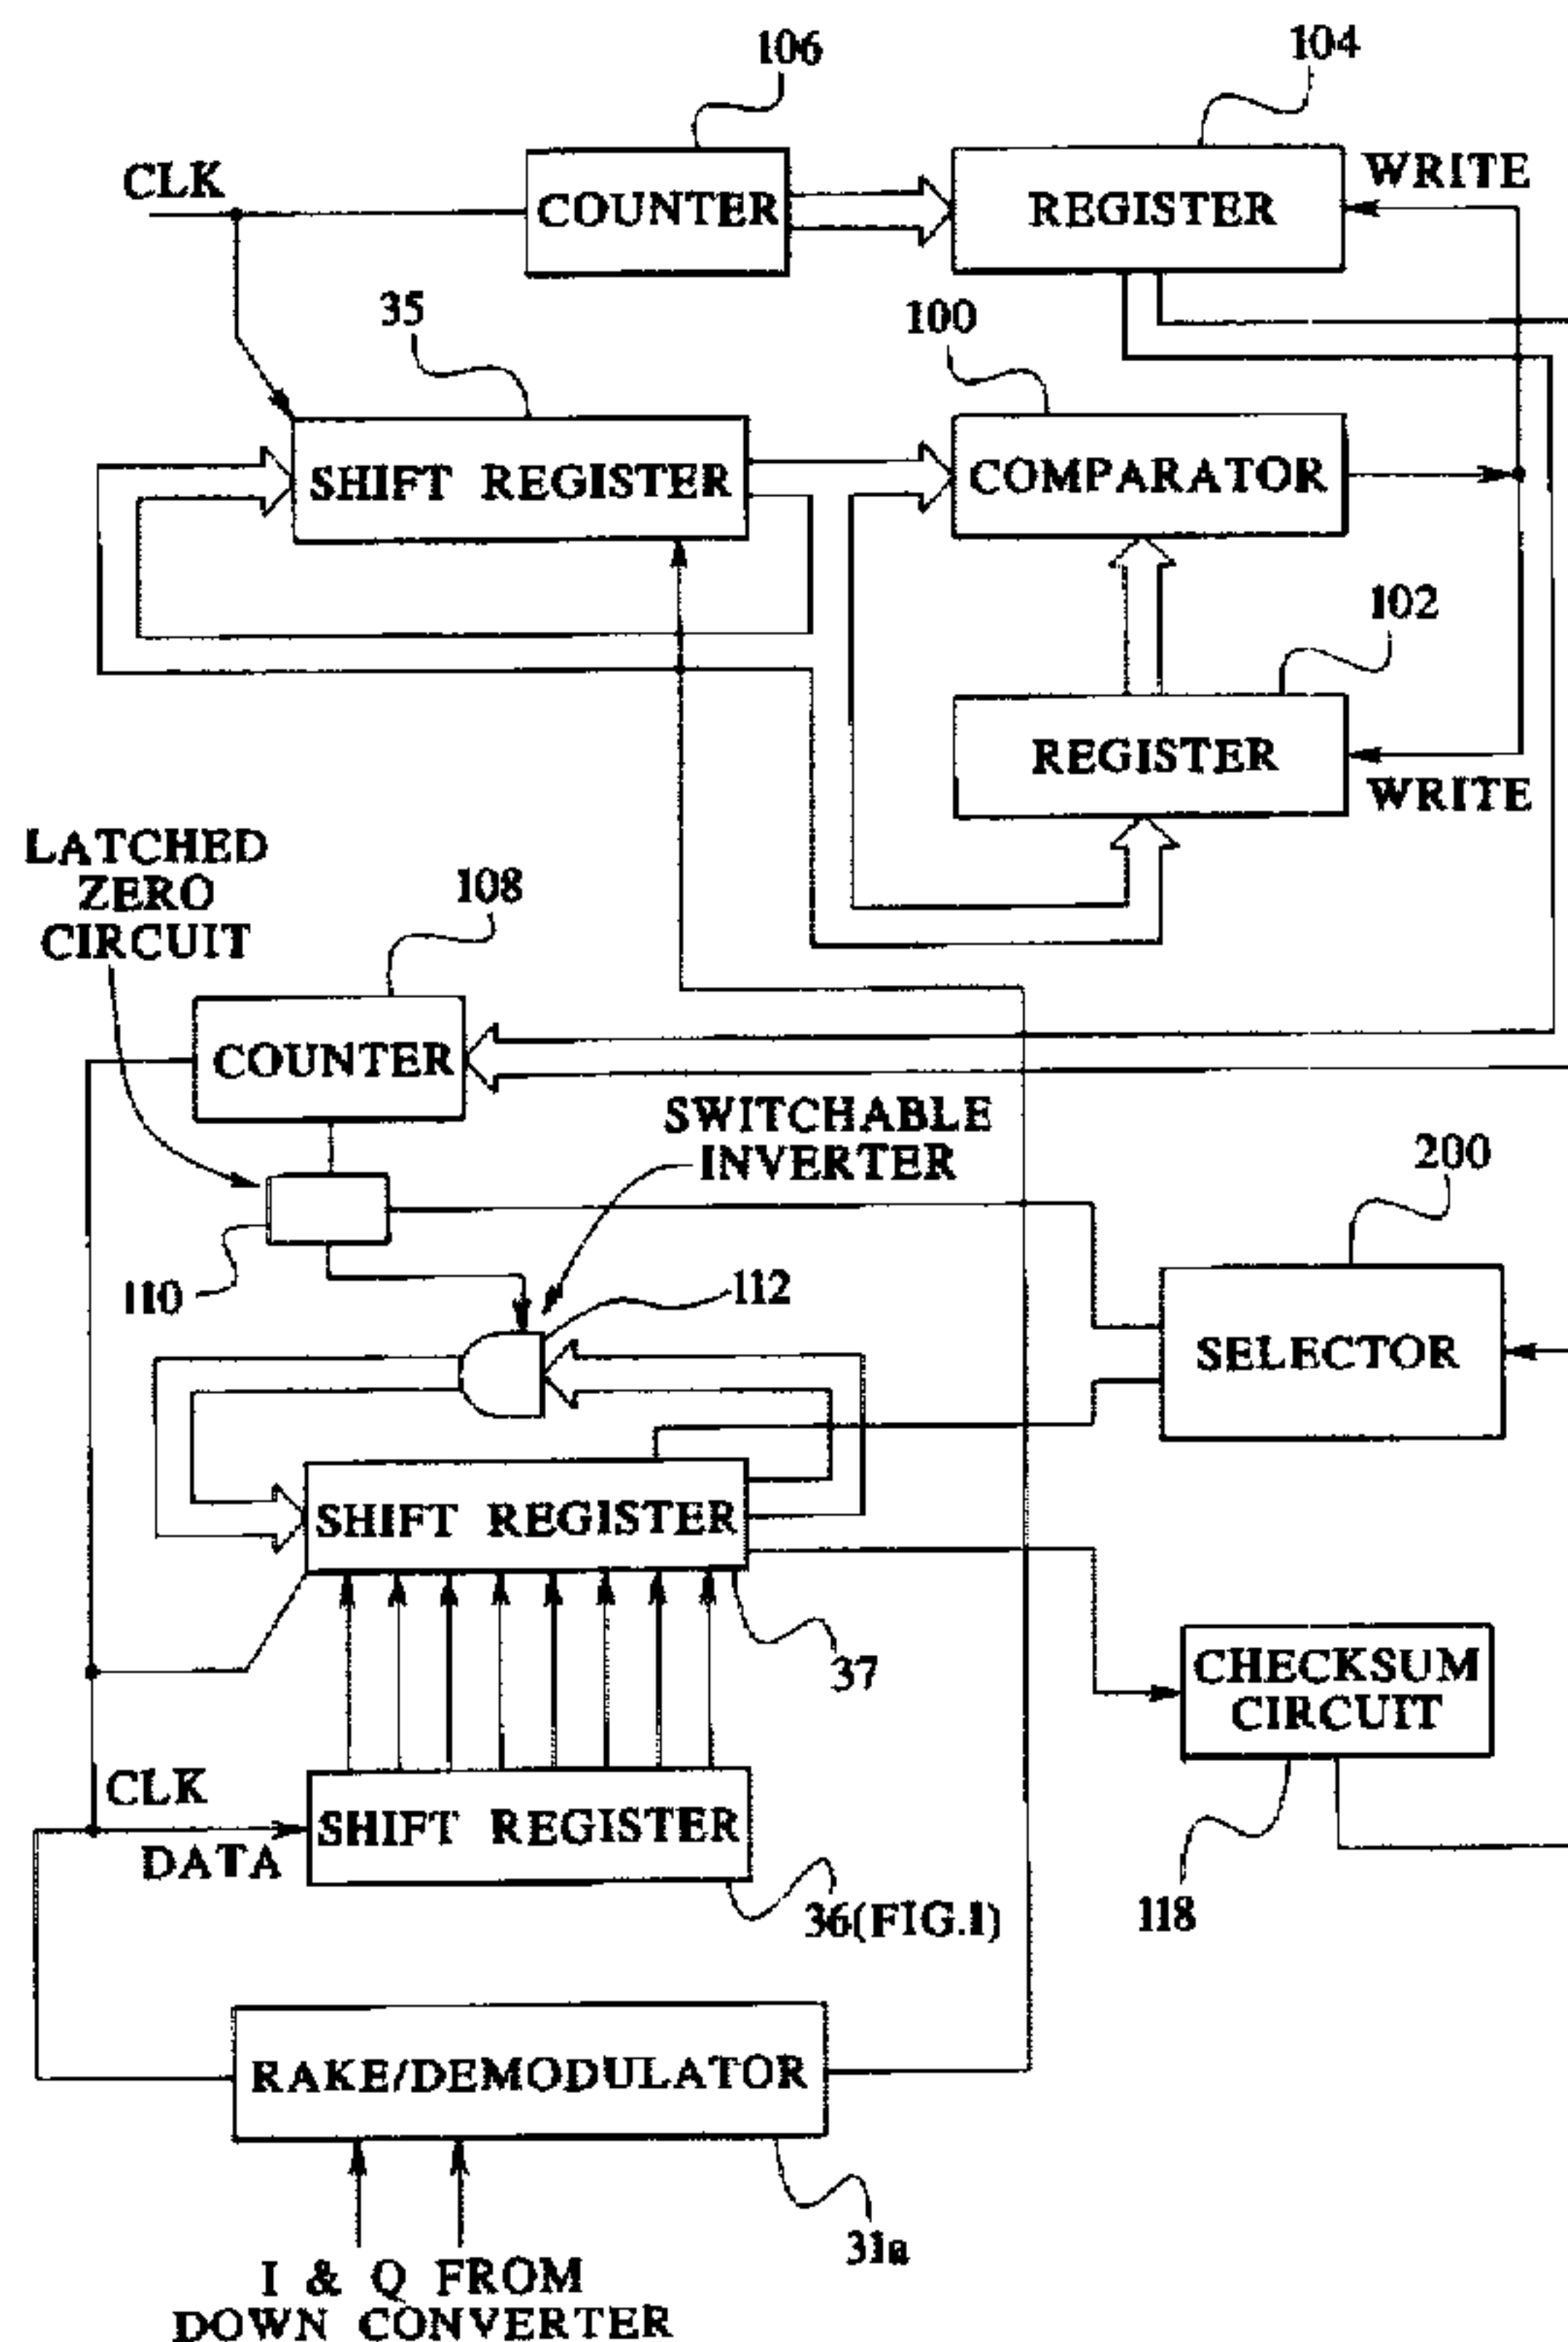 106
104
CLK
COUNTER
REGISTER
WRITE
35
100
SHIFT REGISTER
COMPARATOR
102
REGISTER
WRITE
LATCHED
ZERO
CIRCUIT
108
COUNTER
SWITCHABLE
INVERTER
200
110
112
SELECTOR
SHIFT REGISTER
37
CHECKSUM
CIRCUIT
CLK
DATA
SHIFT REGISTER
36(FIG.1)
118
RAKE/DEMODULATOR
31a
I & Q FROM
DOWN CONVERTER